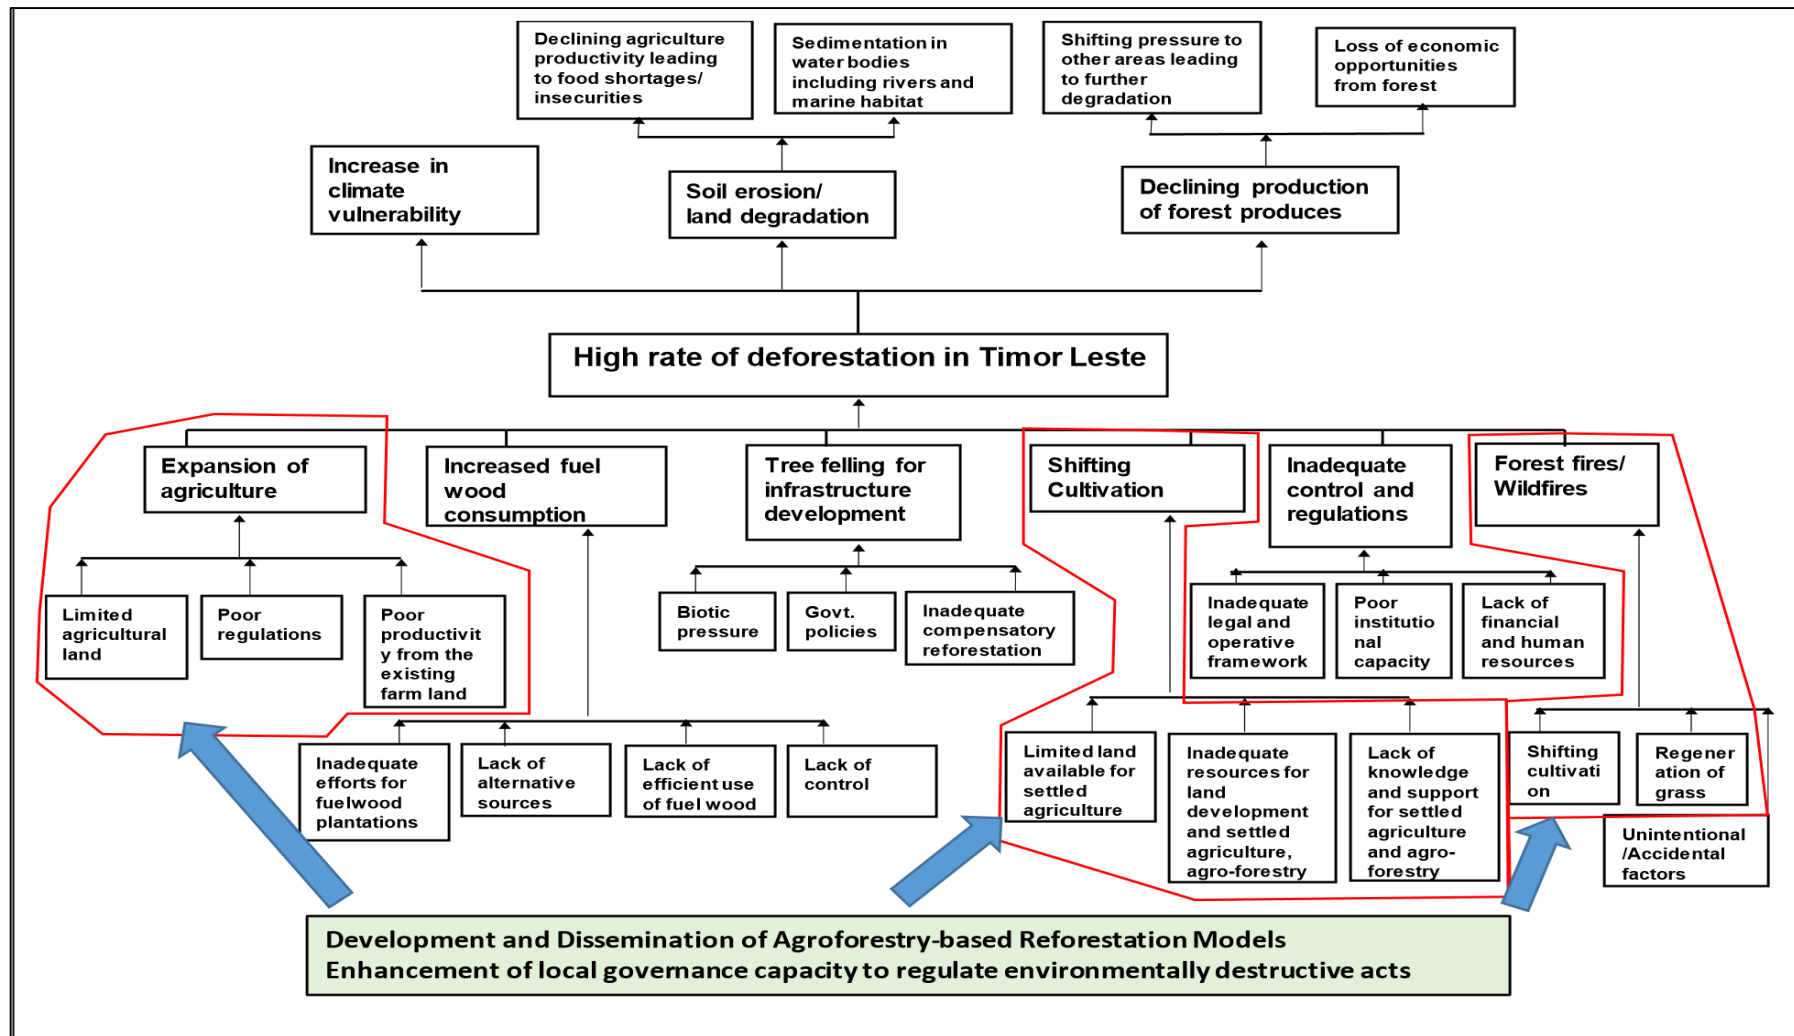 Declining agriculture
productivity leading
to food shortages/
insecurities
Sedimentation in
water bodies
including rivers and
marine habitat
Shifting pressure to
other areas leading
to further
degradation
Loss of economic
opportunities
from forest
Increase in
climate
vulnerability
Soil erosion/
land degradation
Declining production
of forest produces
High rate of deforestation in Timor Leste
Expansion of
agriculture
Increased fuel
wood
consumption
Tree felling for
infrastructure
development
Shifting
Cultivation
Inadequate
control and
regulations
Forest fires/
Wildfires
Limited
agricultural
land
Poor
regulations
Poor
productivit
y from the
existing
farm land
Biotic
pressure
Govt.
policies
Inadequate
compensatory
reforestation
Inadequate
legal and
operative
framework
Poor
institutio
nal
capacity
Lack of
financial
and human
resources
Inadequate
efforts for
fuelwood
plantations
Lack of
alternative
sources
Lack of
efficient use
of fuel wood
Lack of
control
Limited land
available for
settled
agriculture
Inadequate
resources for
land
development
and settled
agriculture,
agro-forestry
Lack of
knowledge
and support
for settled
agriculture
and agro-
forestry
Shifting
cultivati
on
Regener
ation of
grass
Unintentional
/Accidental
factors
Development and Dissemination of Agroforestry-based Reforestation Models
Enhancement of local governance capacity to regulate environmentally destructive acts